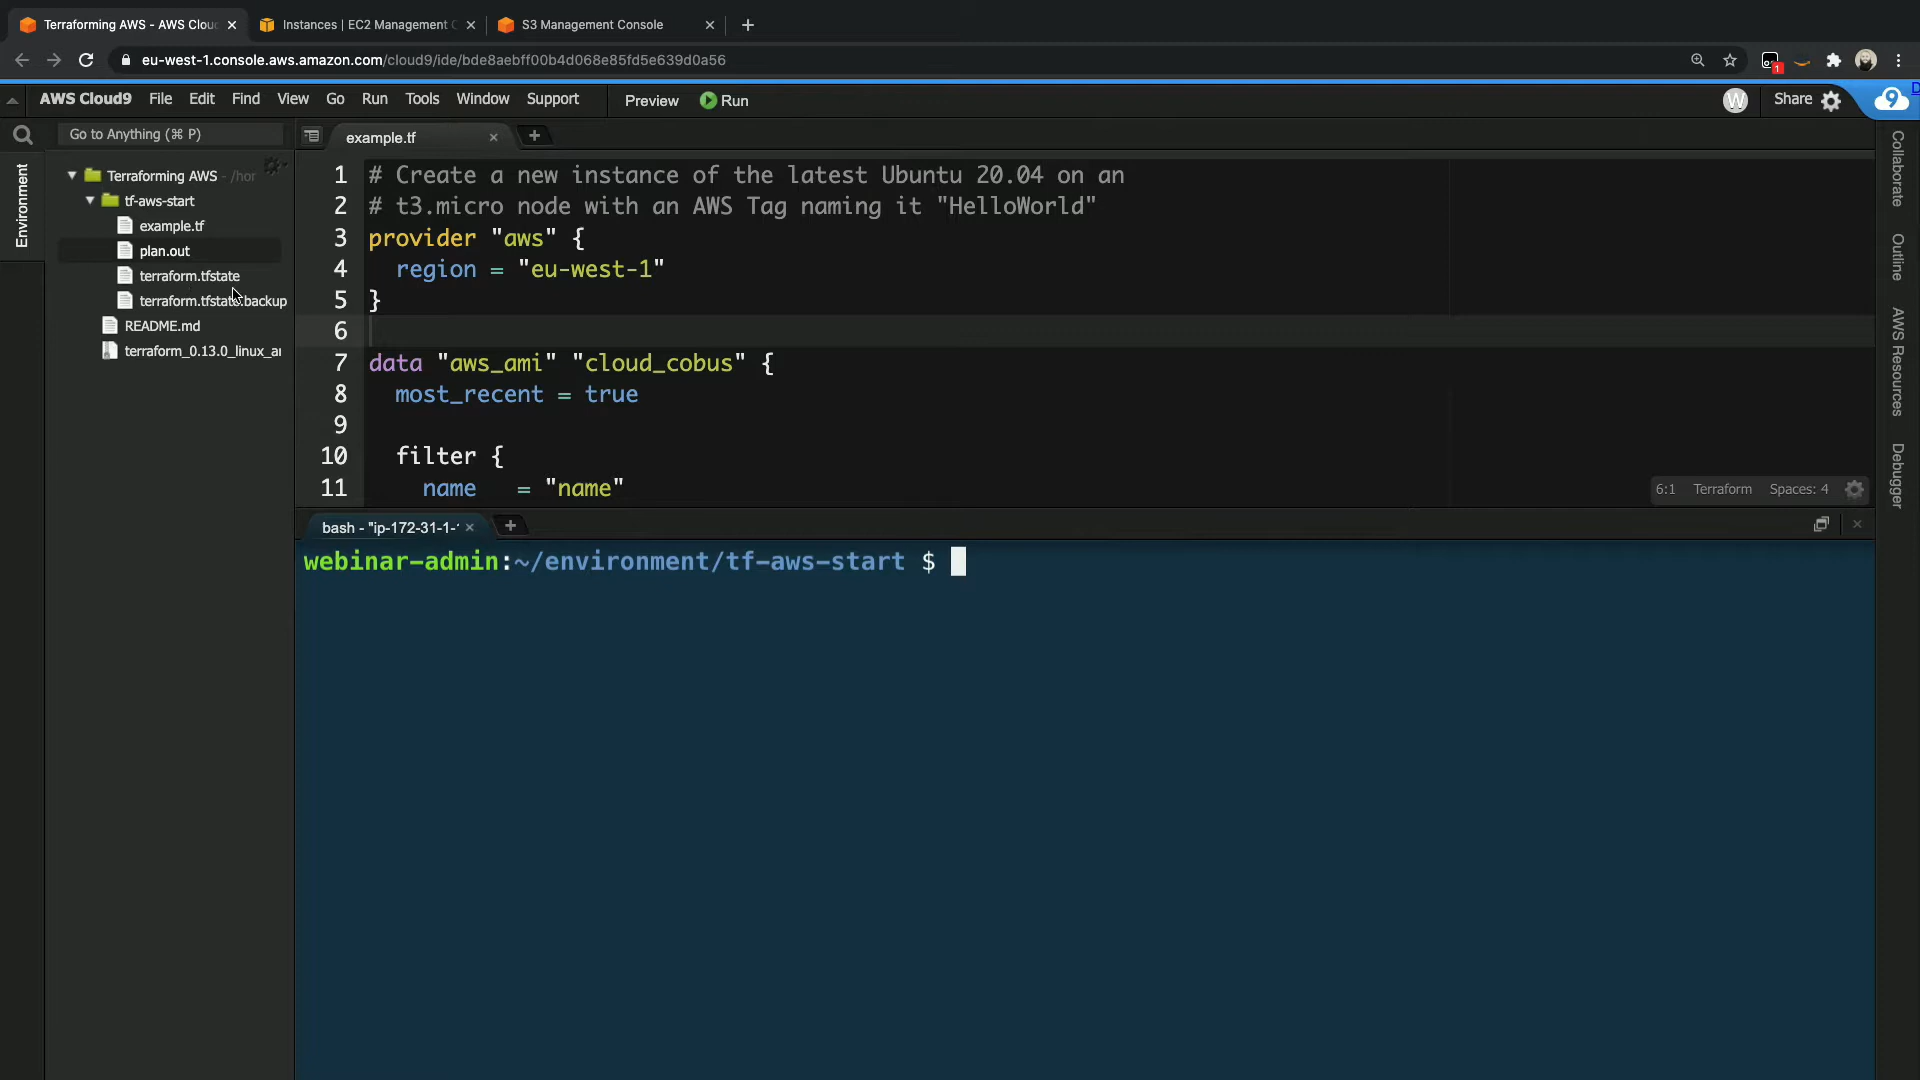 Terraforming AWS - AWS Clou
Instances | EC2 Management C
S3 Management Console
eu-west-1.console.aws.amazon.com/cloud9/ide/bde8aebff00b4d068e85fd5e639d0a56
1
AWS Cloud9 File Edit Find View Go Run Tools Window Support Preview Run
W
Share
9
Go to Anything (⌘ P)
example.tf
Environment
Terraforming AWS - /hor
tf-aws-start
example.tf
plan.out
terraform.tfstate
terraform.tfstate.backup
README.md
terraform_0.13.0_linux_ar
1 # Create a new instance of the latest Ubuntu 20.04 on an
2 # t3.micro node with an AWS Tag naming it "HelloWorld"
3 provider "aws" {
4 region = "eu-west-1"
5 }
6
7 data "aws_ami" "cloud_cobus" {
8 most_recent = true
9
10 filter {
11 name = "name"
6:1 Terraform Spaces: 4
Collaborate
Outline
AWS Resources
Debugger
bash - "ip-172-31-1-
webinar-admin:~/environment/tf-aws-start $